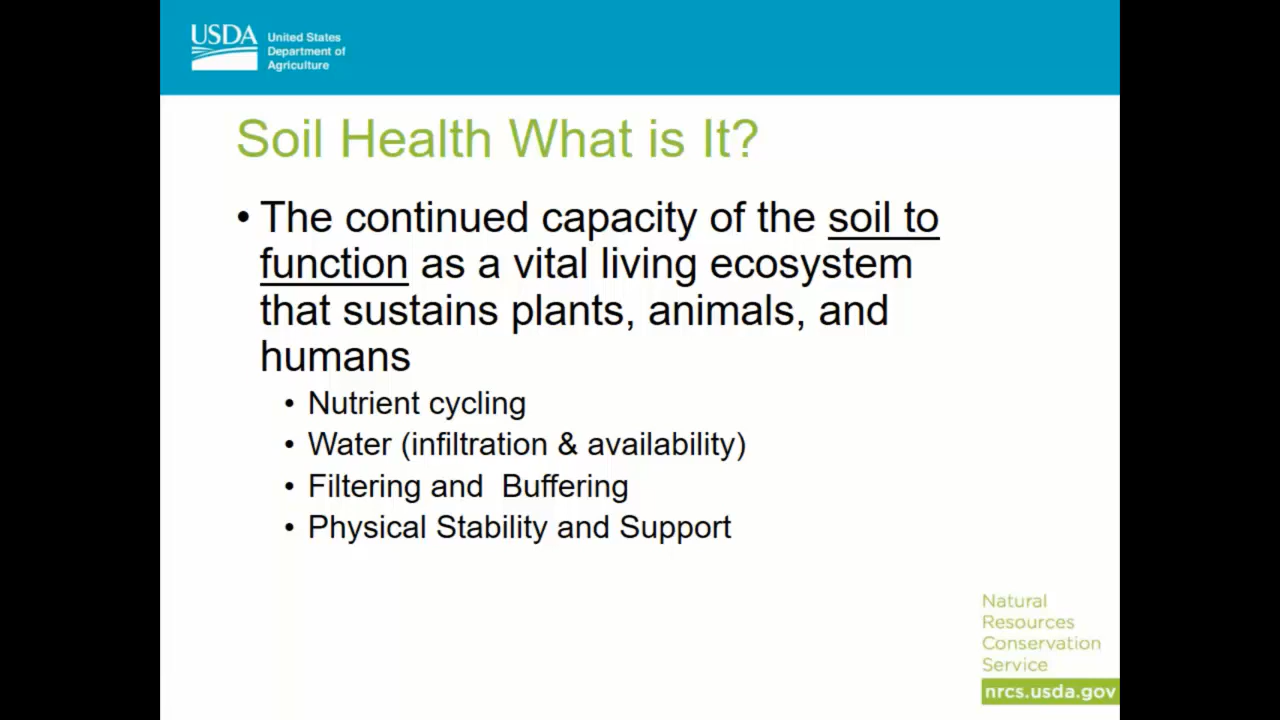 USDA
United States
Department of
Agriculture
Soil Health What is It?
• The continued capacity of the soil to
function as a vital living ecosystem
that sustains plants, animals, and
humans
• Nutrient cycling
• Water (infiltration & availability)
• Filtering and  Buffering
• Physical Stability and Support
Natural
Resources
Conservation
Service
nrcs.usda.gov